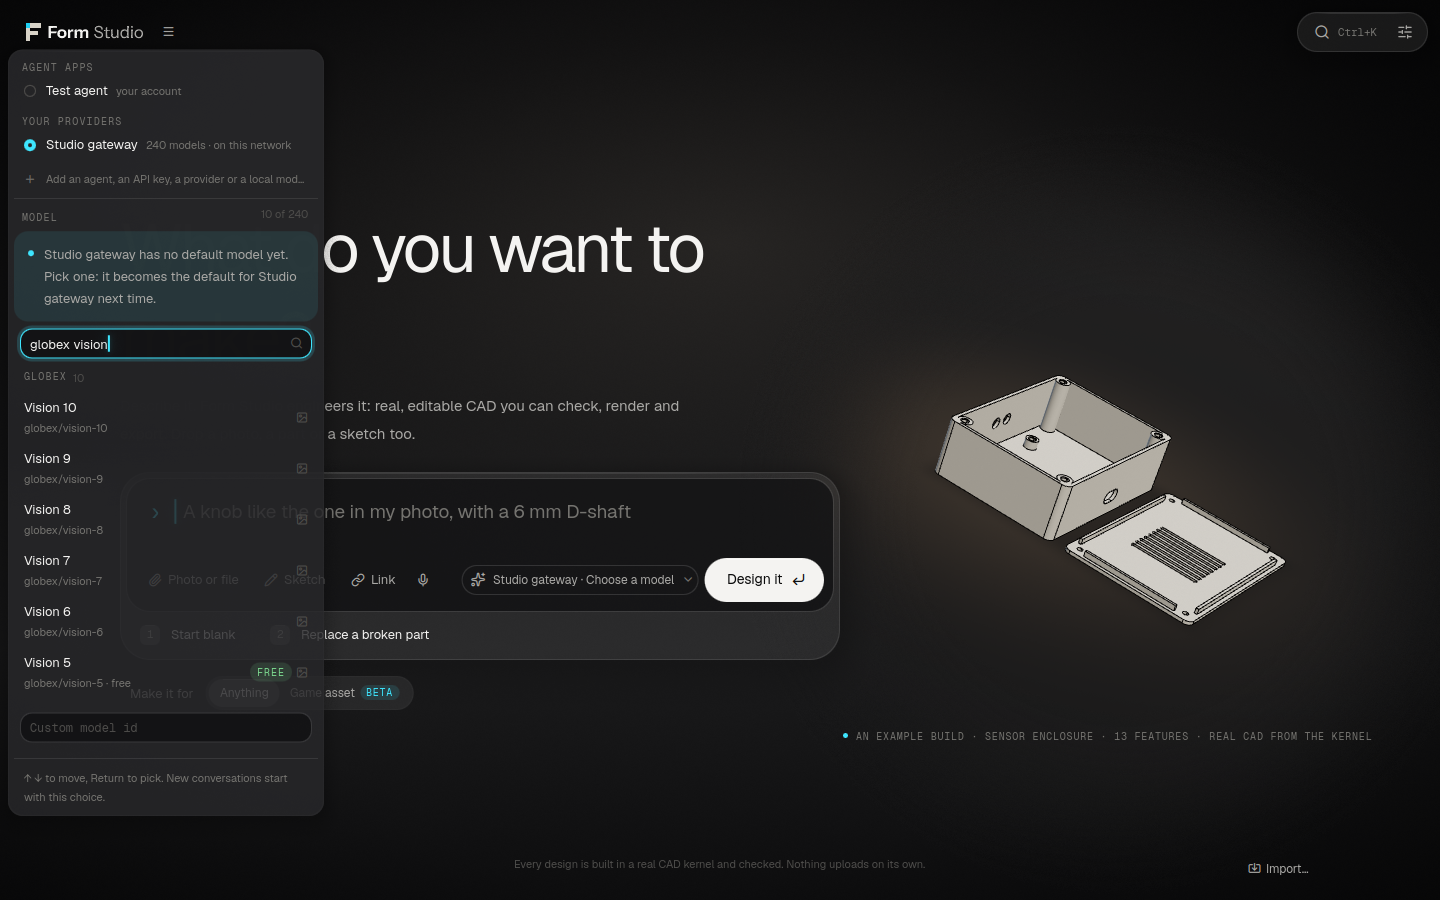 Form Studio
Ctrl+K
AGENT APPS
Test agent your account
YOUR PROVIDERS
Studio gateway 240 models · on this network
+ Add an agent, an API key, a provider or a local mod…
MODEL 10 of 240
Studio gateway has no default model yet.
Pick one: it becomes the default for Studio
gateway next time.
globex vision
GLOBEX 10
Vision 10
globex/vision-10
Vision 9
globex/vision-9
Vision 8
globex/vision-8
Vision 7
globex/vision-7
Vision 6
globex/vision-6
Vision 5
globex/vision-5 · free
FREE
Custom model id
↑↓ to move, Return to pick. New conversations start
with this choice.
o you want to
eers it: real, editable CAD you can check, render and
a sketch too.
A knob like the one in my photo, with a 6 mm D-shaft
Photo or file
Sketch
Link
Studio gateway · Choose a model
Design it
1 Start blank
2 Replace a broken part
Make it for
Anything
Game asset BETA
AN EXAMPLE BUILD · SENSOR ENCLOSURE · 13 FEATURES · REAL CAD FROM THE KERNEL
Every design is built in a real CAD kernel and checked. Nothing uploads on its own.
Import…